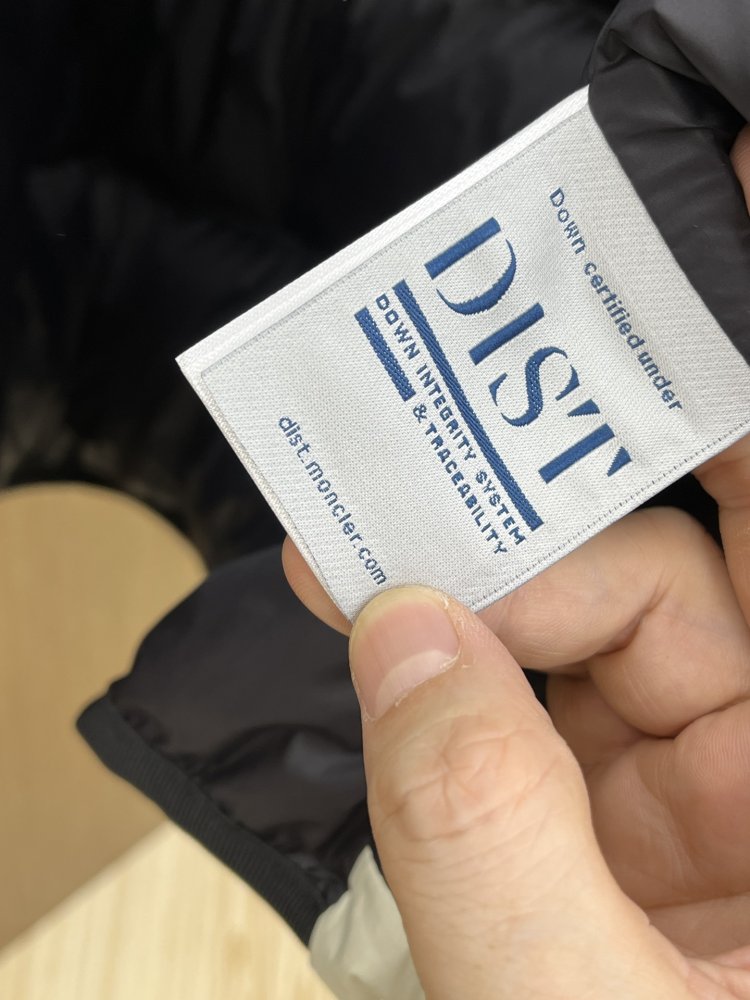 Down certified under
DIST
DOWN INTEGRITY SYSTEM
& TRACEABILITY
dist.moncler.com